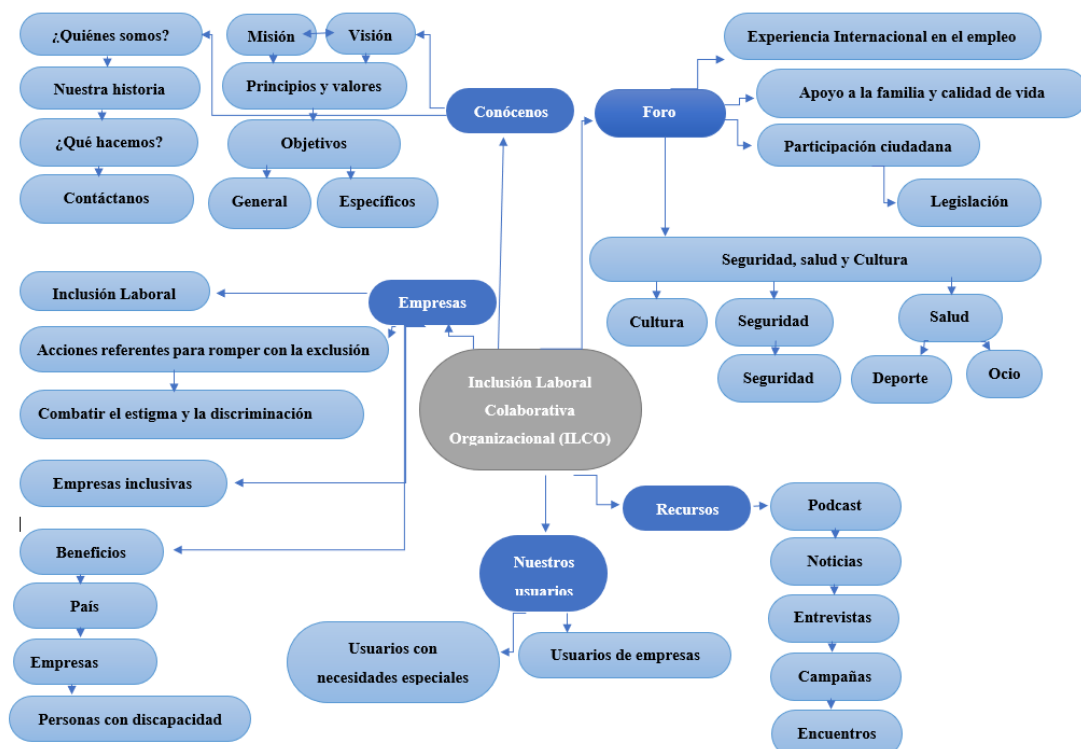 ¿Quiénes somos?
Nuestra historia
¿Qué hacemos?
Contáctanos
Misión
Visión
Principios y valores
Objetivos
General
Específicos
Conócenos
Foro
Experiencia Internacional en el empleo
Apoyo a la familia y calidad de vida
Participación ciudadana
Legislación
Seguridad, salud y Cultura
Cultura
Seguridad
Seguridad
Salud
Deporte
Ocio
Empresas
Inclusión Laboral
Acciones referentes para romper con la exclusión
Combatir el estigma y la discriminación
Empresas inclusivas
Beneficios
País
Empresas
Personas con discapacidad
Inclusión Laboral
Colaborativa
Organizacional (ILCO)
Nuestros
usuarios
Usuarios con
necesidades especiales
Usuarios de empresas
Recursos
Podcast
Noticias
Entrevistas
Campañas
Encuentros